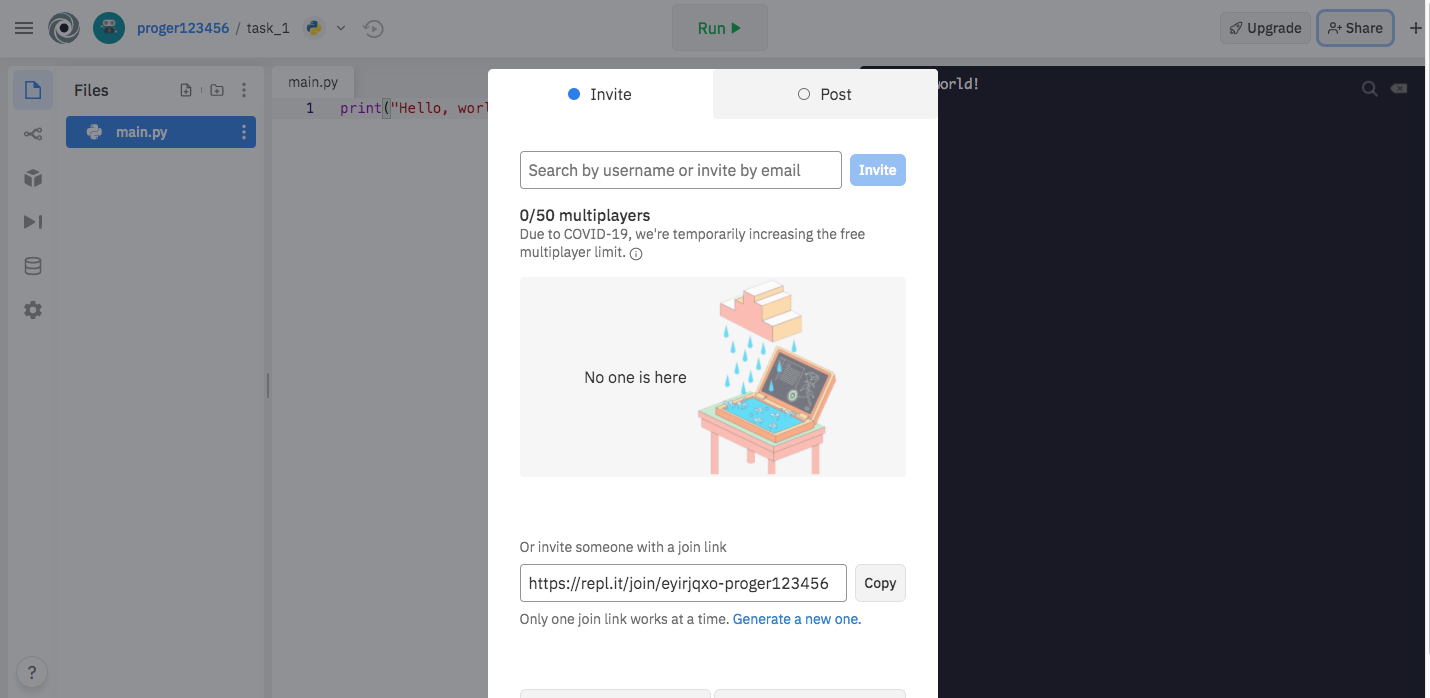 proger123456 / task_1
Run
Upgrade
Share
Files
main.py
main.py
1 print("Hello, worl
world!
Invite
Post
Search by username or invite by email
Invite
0/50 multiplayers
Due to COVID-19, we're temporarily increasing the free
multiplayer limit.
No one is here
Or invite someone with a join link
https://repl.it/join/eyirjqxo-proger123456
Copy
Only one join link works at a time. Generate a new one.
?